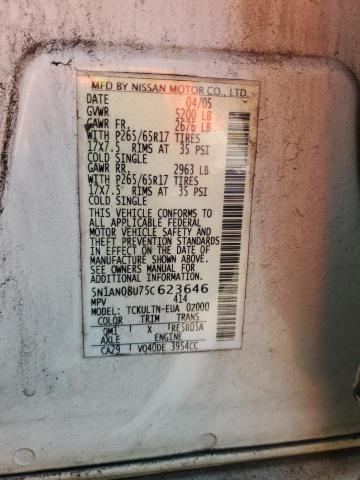 MFD BY NISSAN MOTOR CO., LTD.
DATE 04/05
GVWR 5200 LB
GAWR FR. 2676 LB
WITH P265/65R17 TIRES
17X7.5 RIMS AT 35 PSI
COLD SINGLE
GAWR RR. 2963 LB
WITH P265/65R17 TIRES
17X7.5 RIMS AT 35 PSI
COLD SINGLE
THIS VEHICLE CONFORMS TO
ALL APPLICABLE FEDERAL
MOTOR VEHICLE SAFETY AND
THEFT PREVENTION STANDARDS
IN EFFECT ON THE DATE OF
MANUFACTURE SHOWN ABOVE.
SEE OWNERS MANUAL FOR
ADDITIONAL INFORMATION.
5N1AN08U75C623646
MPV 414
MODEL: TCKULTN-EUA 02000
COLOR TRIM TRANS
QM1 X RE5R05A
AXLE ENGINE
CA29 VQ40DE 3954CC